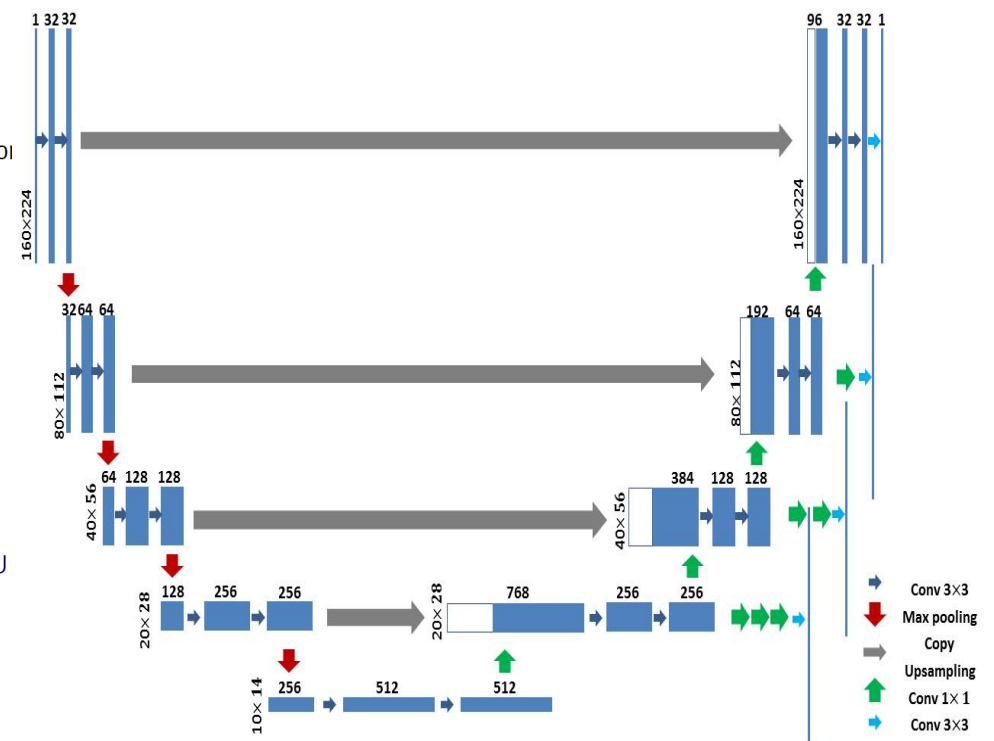 1 32 32
96 32 32 1
oı
160×224
160×224
32 64 64
192 64 64
80× 112
80× 112
64 128 128
384 128 128
40× 56
40× 56
U
128 256 256
768 256 256
20× 28
20× 28
256 512 512
10× 14
Conv 3×3
Max pooling
Copy
Upsampling
Conv 1× 1
Conv 3×3